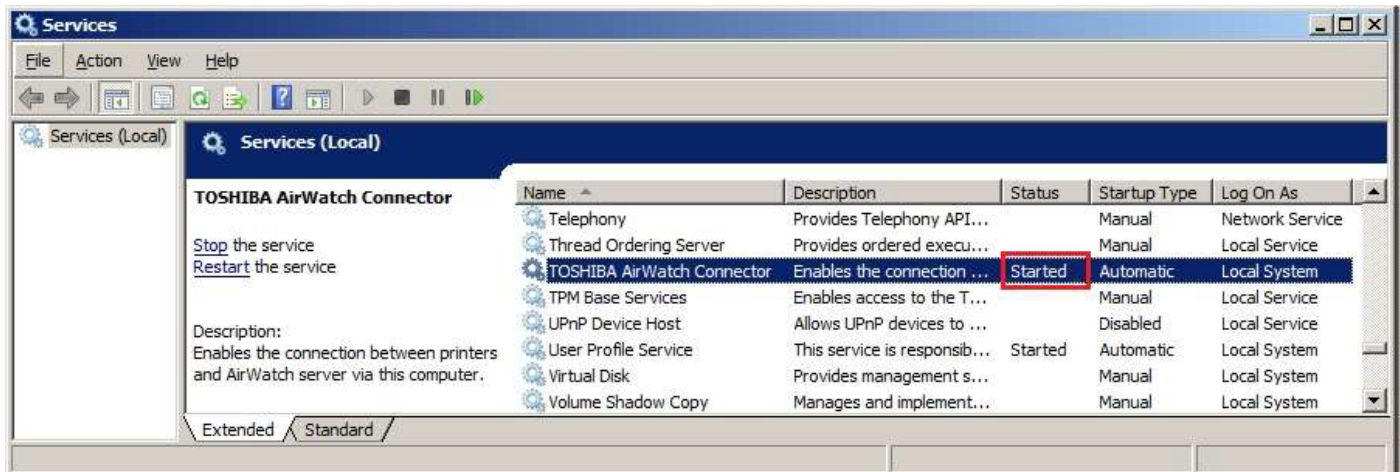 Services
File Action View Help
Services (Local)
Services (Local)
TOSHIBA AirWatch Connector
Stop the service
Restart the service
Description:
Enables the connection between printers
and AirWatch server via this computer.
Name Description Status Startup Type Log On As
Telephony Provides Telephony API... Manual Network Service
Thread Ordering Server Provides ordered execu... Manual Local Service
TOSHIBA AirWatch Connector Enables the connection ... Started Automatic Local System
TPM Base Services Enables access to the T... Manual Local Service
UPnP Device Host Allows UPnP devices to ... Disabled Local Service
User Profile Service This service is responsib... Started Automatic Local System
Virtual Disk Provides management s... Manual Local System
Volume Shadow Copy Manages and implement... Manual Local System
Extended Standard